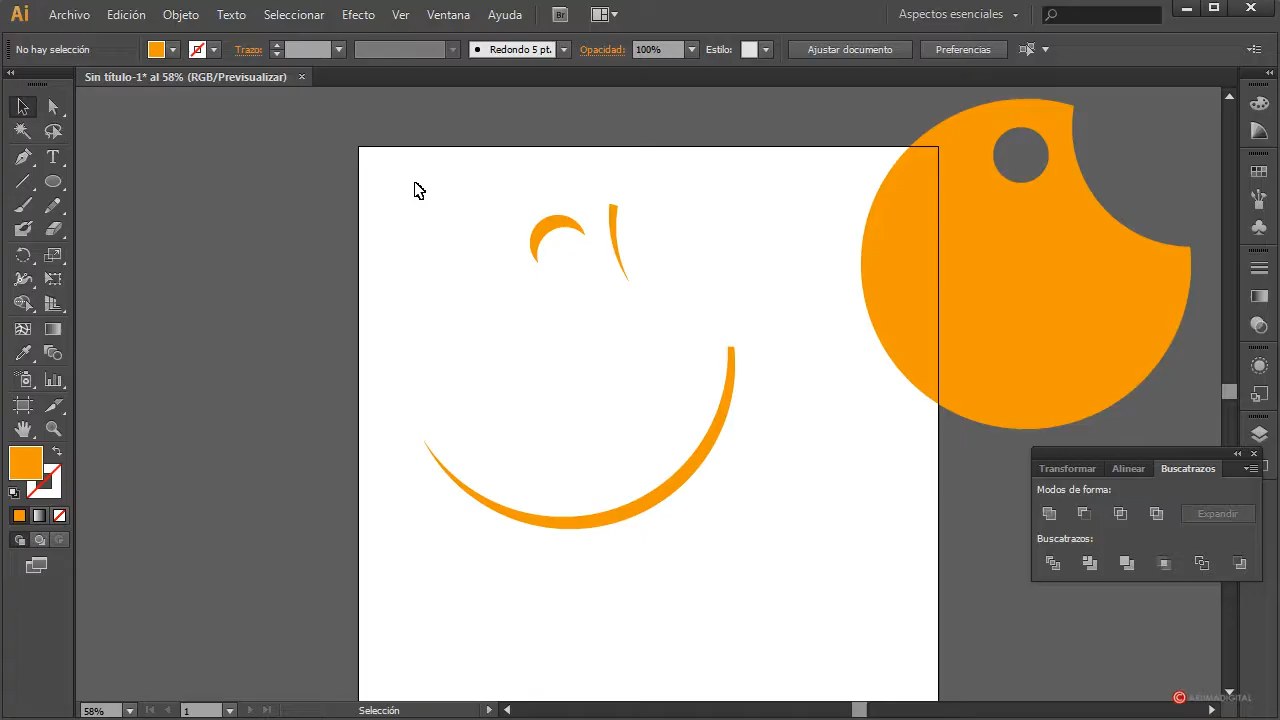 Ai Archivo Edición Objeto Texto Seleccionar Efecto Ver Ventana Ayuda Br Aspectos esenciales
No hay selección Trazo: Redondo 5 pt. Opacidad: 100% Estilo: Ajustar documento Preferencias
Sin título-1* al 58% (RGB/Previsualizar)
Transformar Alinear Buscatrazos
Modos de forma:
Expandir
Buscatrazos:
58% 1 Selección